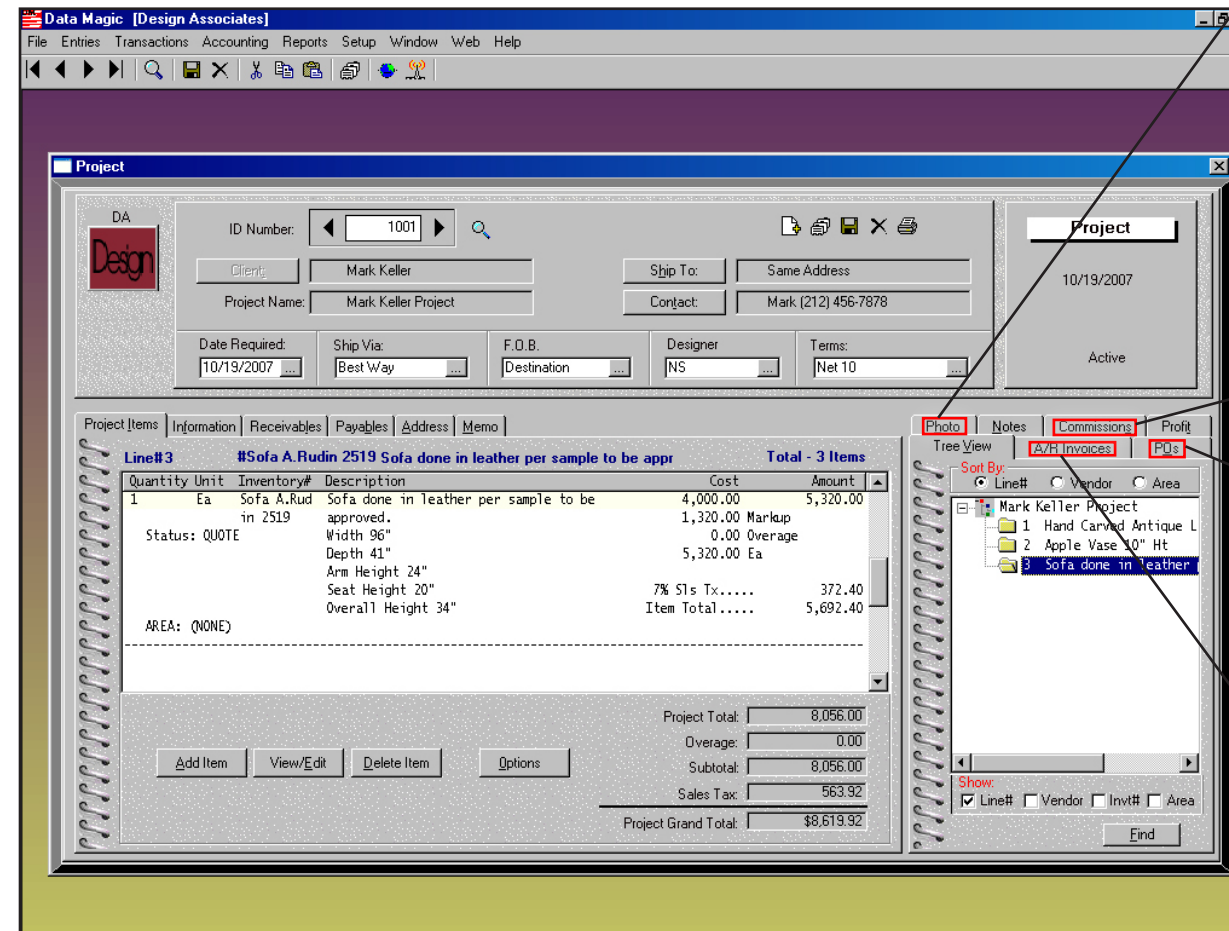 Data Magic [Design Associates]
File Entries Transactions Accounting Reports Setup Window Web Help
Project
DA
Design
ID Number: 1001
Client: Mark Keller
Ship To: Same Address
Project Name: Mark Keller Project
Contact: Mark (212) 456-7878
Date Required: Ship Via: F.O.B. Designer Terms:
10/19/2007 ... Best Way ... Destination ... NS ... Net 10 ...
Project
10/19/2007
Active
Project Items Information Receivables Payables Address Memo
Line#3 #Sofa A.Rudin 2519 Sofa done in leather per sample to be appr Total - 3 Items
Quantity Unit Inventory# Description Cost Amount
1 Ea Sofa A.Rud Sofa done in leather per sample to be 4,000.00 5,320.00
in 2519 approved. 1,320.00 Markup
Status: QUOTE Width 96" 0.00 Overage
Depth 41" 5,320.00 Ea
Arm Height 24"
Seat Height 20" 7% Sls Tx..... 372.40
Overall Height 34" Item Total..... 5,692.40
AREA: (NONE)
Project Total: 8,056.00
Overage: 0.00
Add Item View/Edit Delete Item Options
Subtotal: 8,056.00
Sales Tax: 563.92
Project Grand Total: $8,619.92
Photo Notes Commissions Profit
Tree View A/R Invoices POs
Sort By:
Line# Vendor Area
Mark Keller Project
1 Hand Carved Antique L
2 Apple Vase 10" Ht
3 Sofa done in leather
Show:
Line# Vendor Invt# Area
Find